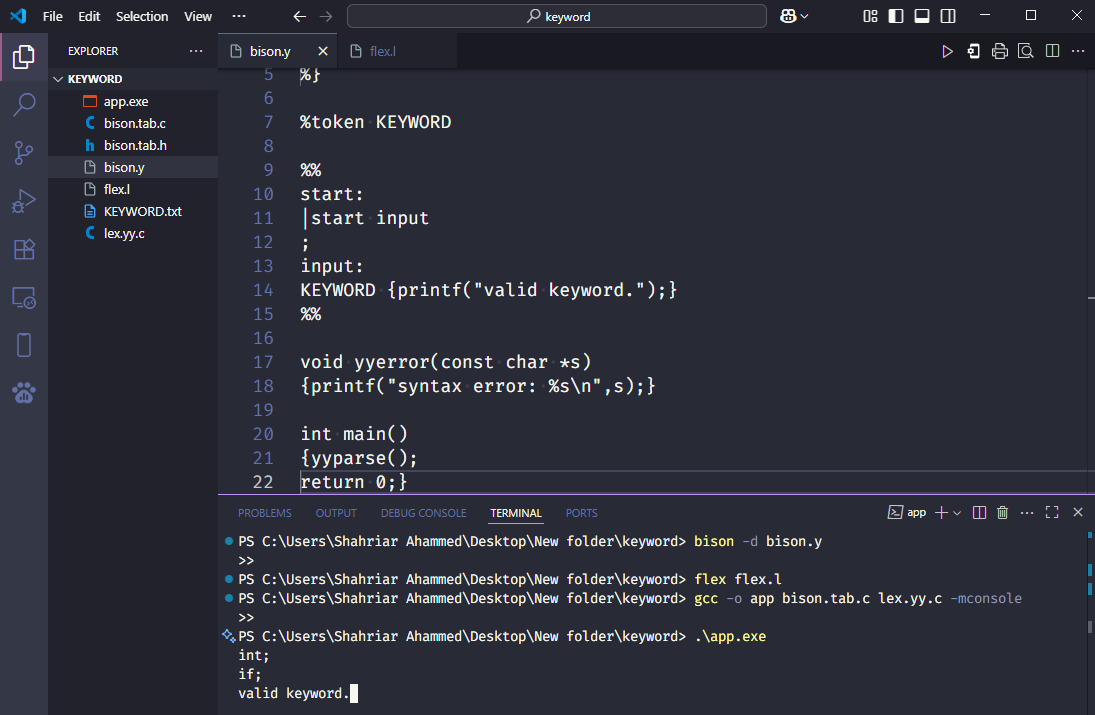 File Edit Selection View ··· ← → keyword
EXPLORER ···
KEYWORD
app.exe
bison.tab.c
bison.tab.h
bison.y
flex.l
KEYWORD.txt
lex.yy.c
bison.y flex.l
5 %}
6
7 %token KEYWORD
8
9 %%
10 start:
11 |start input
12 ;
13 input:
14 KEYWORD {printf("valid keyword.");}
15 %%
16
17 void yyerror(const char *s)
18 {printf("syntax error: %s\n",s);}
19
20 int main()
21 {yyparse();
22 return 0;}
PROBLEMS OUTPUT DEBUG CONSOLE TERMINAL PORTS app
PS C:\Users\Shahriar Ahammed\Desktop\New folder\keyword> bison -d bison.y
>>
PS C:\Users\Shahriar Ahammed\Desktop\New folder\keyword> flex flex.l
PS C:\Users\Shahriar Ahammed\Desktop\New folder\keyword> gcc -o app bison.tab.c lex.yy.c -mconsole
>>
PS C:\Users\Shahriar Ahammed\Desktop\New folder\keyword> .\app.exe
int;
if;
valid keyword.